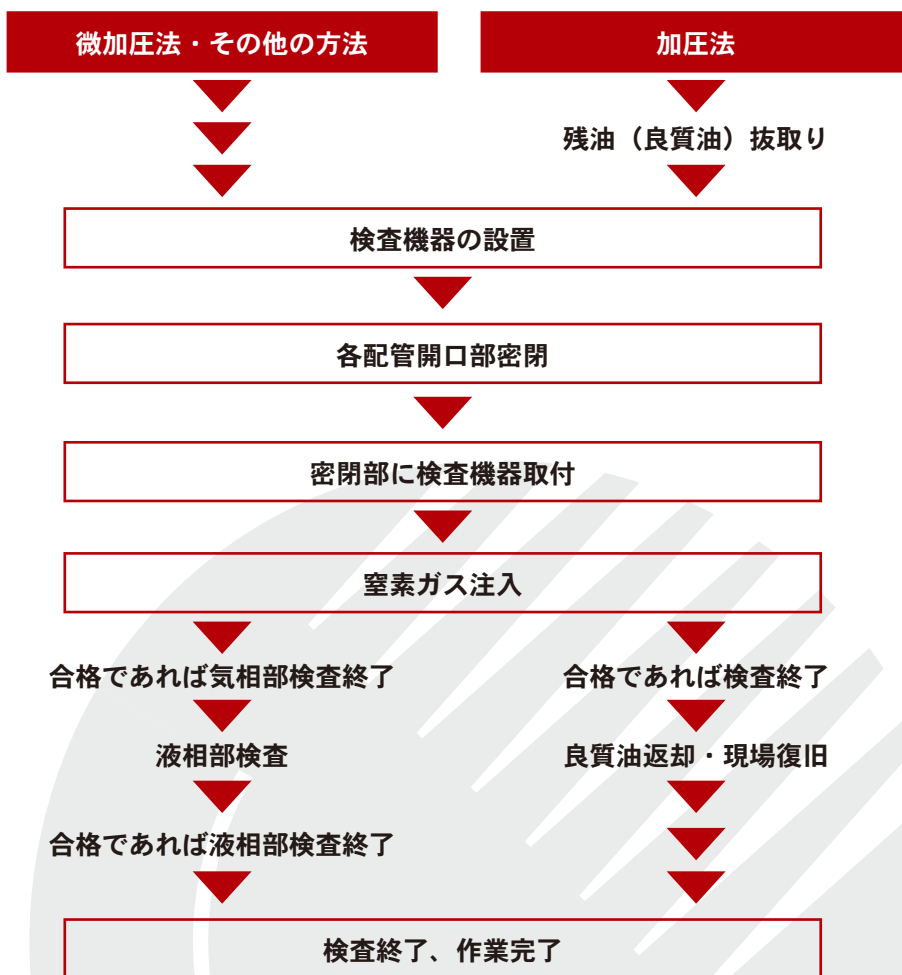 微加圧法・その他の方法
加圧法
残油（良質油）抜取り
検査機器の設置
各配管開口部密閉
密閉部に検査機器取付
窒素ガス注入
合格であれば気相部検査終了
合格であれば検査終了
液相部検査
良質油返却・現場復旧
合格であれば液相部検査終了
検査終了、作業完了